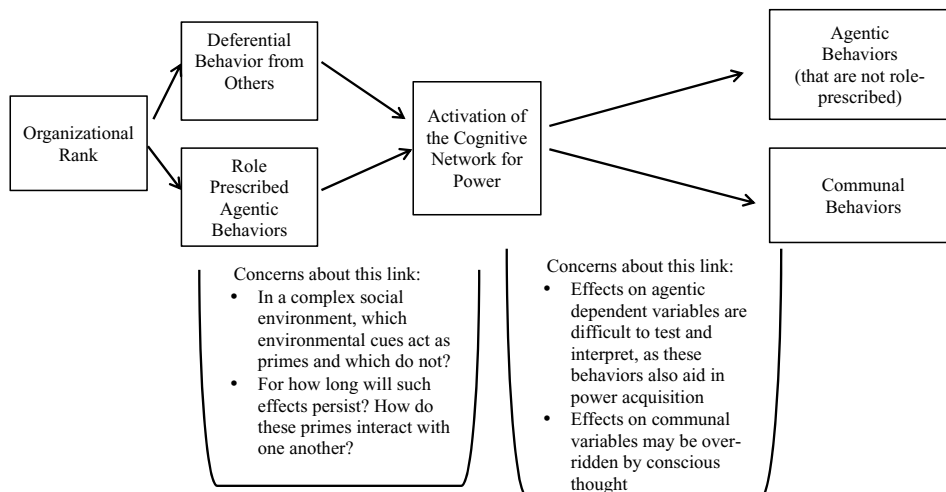 Organizational
Rank
Deferential
Behavior from
Others
Role
Prescribed
Agentic
Behaviors
Activation of
the Cognitive
Network for
Power
Agentic
Behaviors
(that are not role-
prescribed)
Communal
Behaviors
Concerns about this link:
• In a complex social
environment, which
environmental cues act as
primes and which do not?
• For how long will such
effects persist? How do
these primes interact with
one another?
Concerns about this link:
• Effects on agentic
dependent variables are
difficult to test and
interpret, as these
behaviors also aid in
power acquisition
• Effects on communal
variables may be over-
ridden by conscious
thought